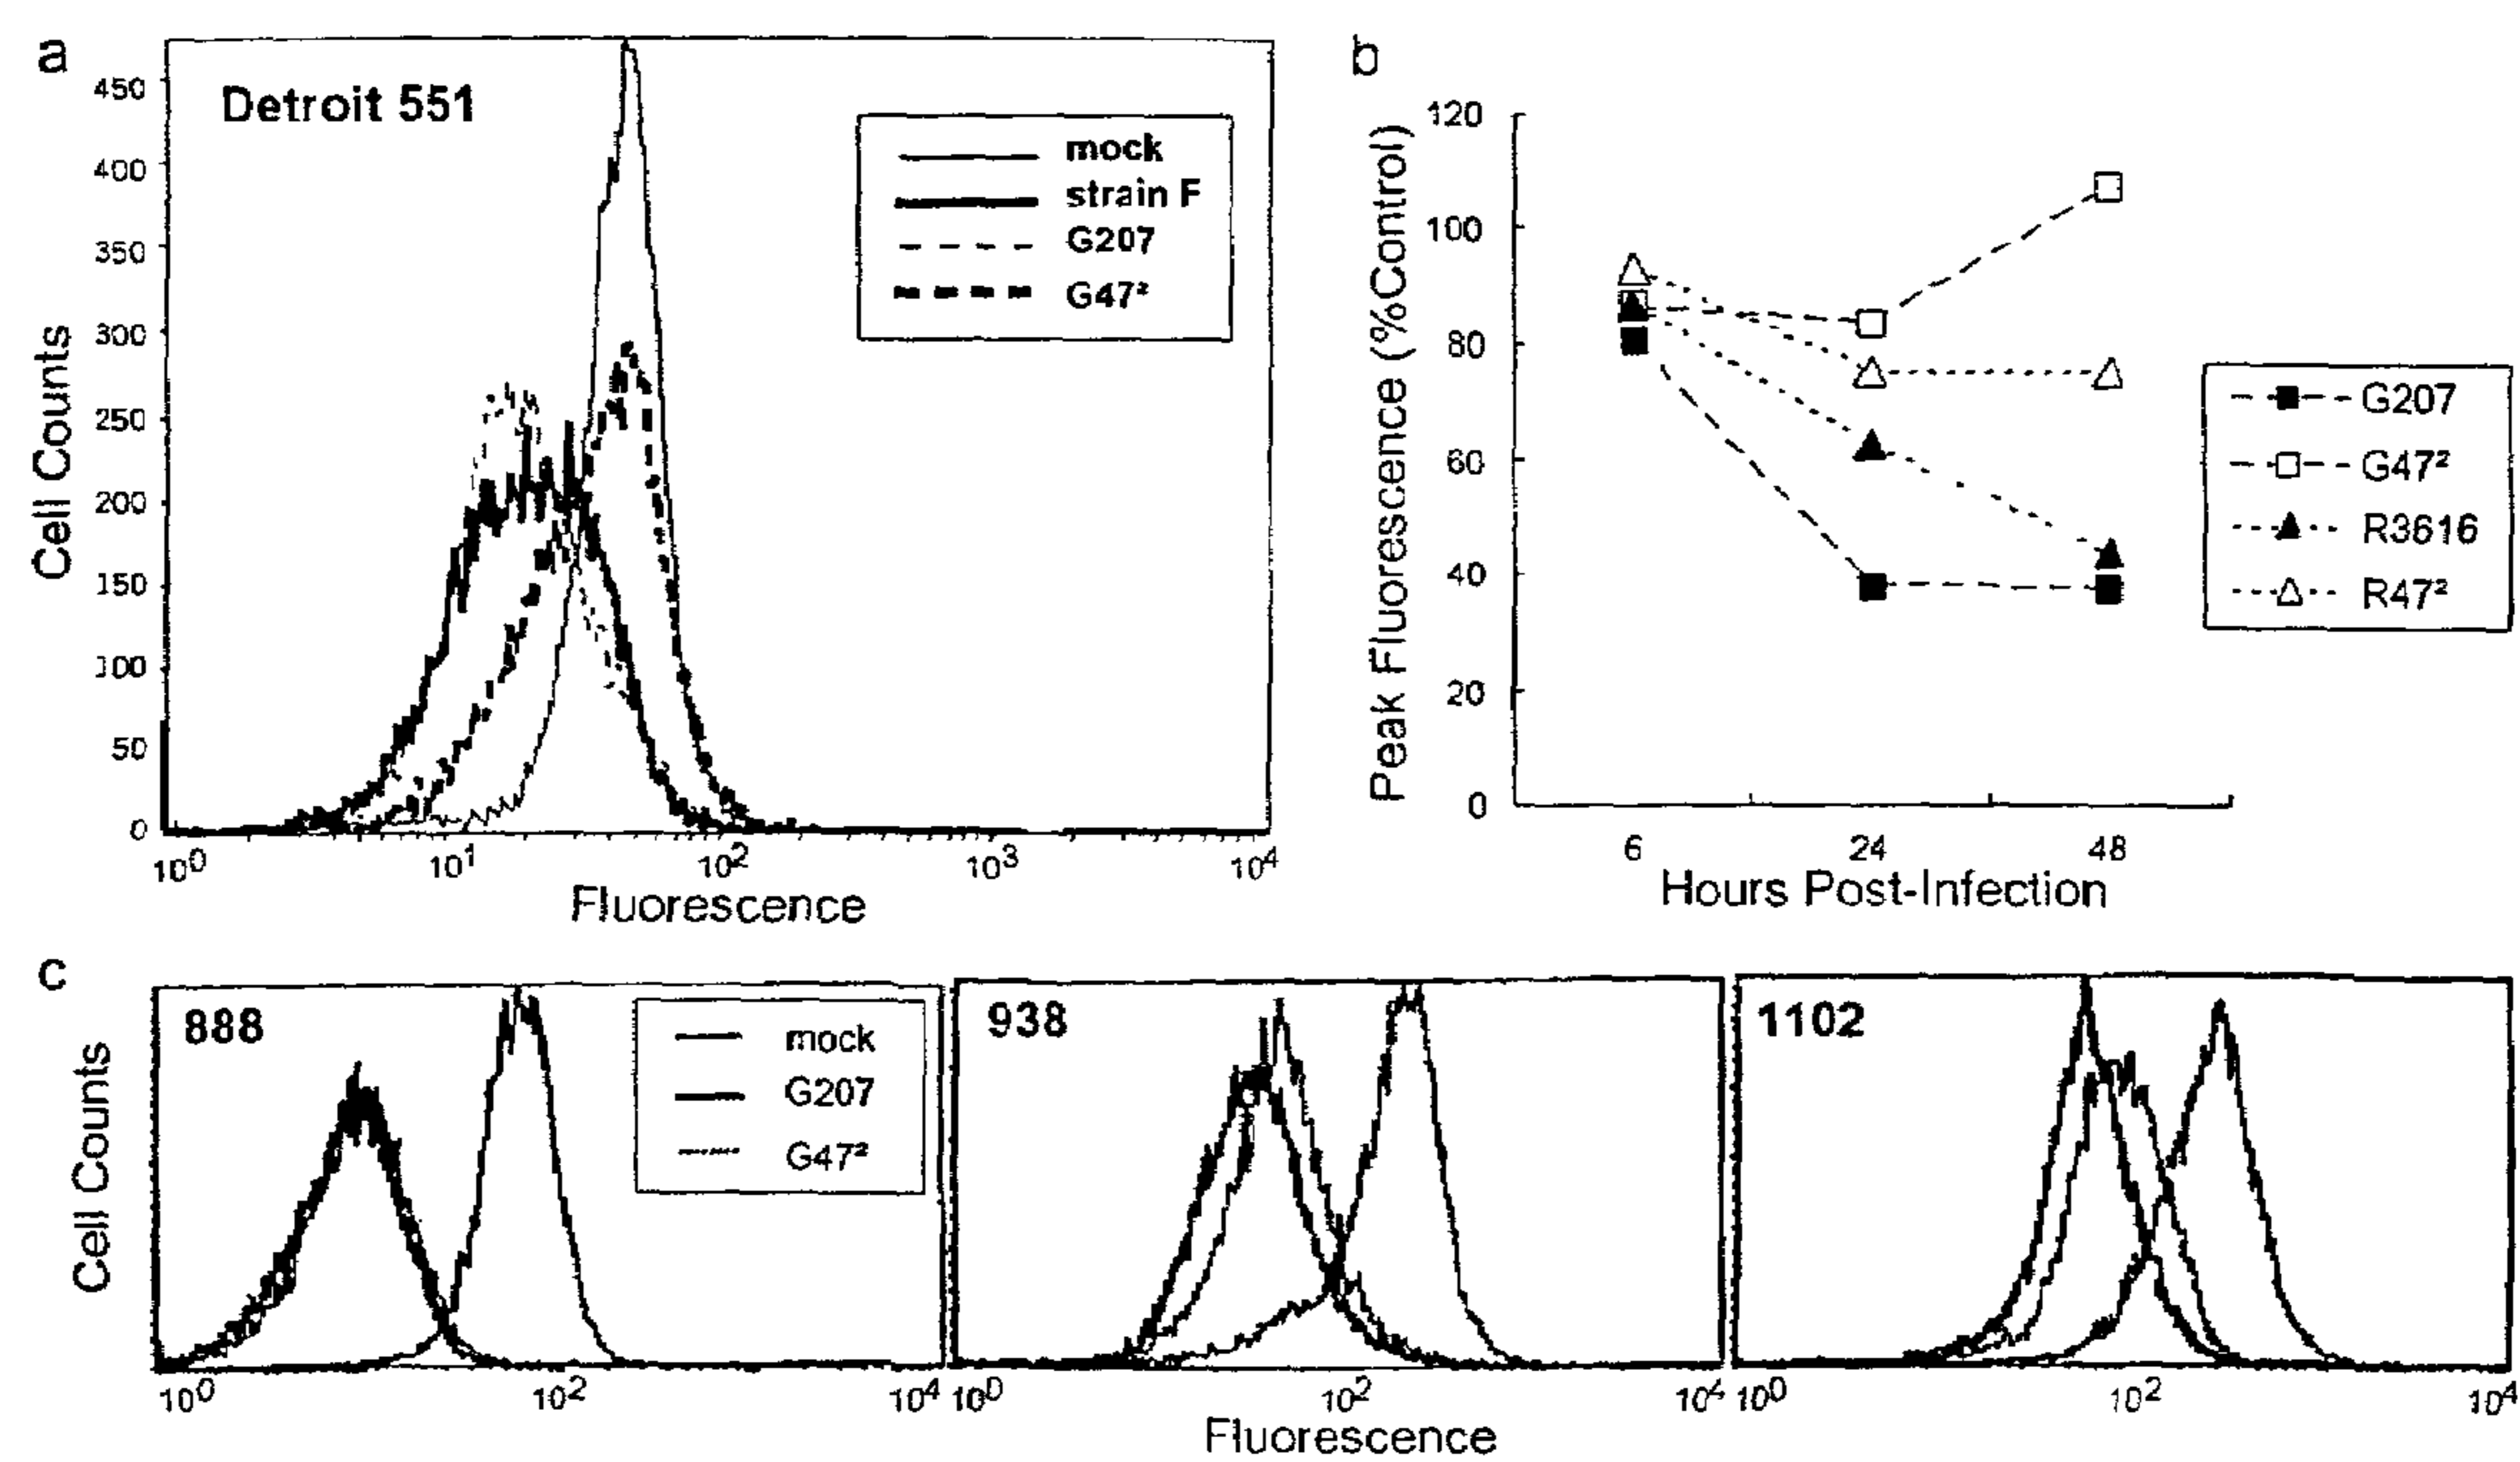 a
Detroit 551
450
400
350
300
250
200
150
100
50
0
Cell Counts
mock
strain F
G207
G47²
10⁰ 10¹ 10² 10³ 10⁴
Fluorescence
b
120
100
80
60
40
20
0
Peak Fluorescence (%Control)
6 24 48
Hours Post-Infection
G207
G47²
R3616
R47²
c
Cell Counts
888
mock
G207
G47²
938
1102
10⁰ 10² 10⁴ 10⁰ 10² 10⁴ 10⁰ 10² 10⁴
Fluorescence